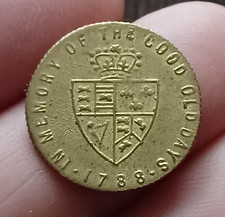 IN MEMORY OF THE GOOD OLD DAYS · 1788 ·